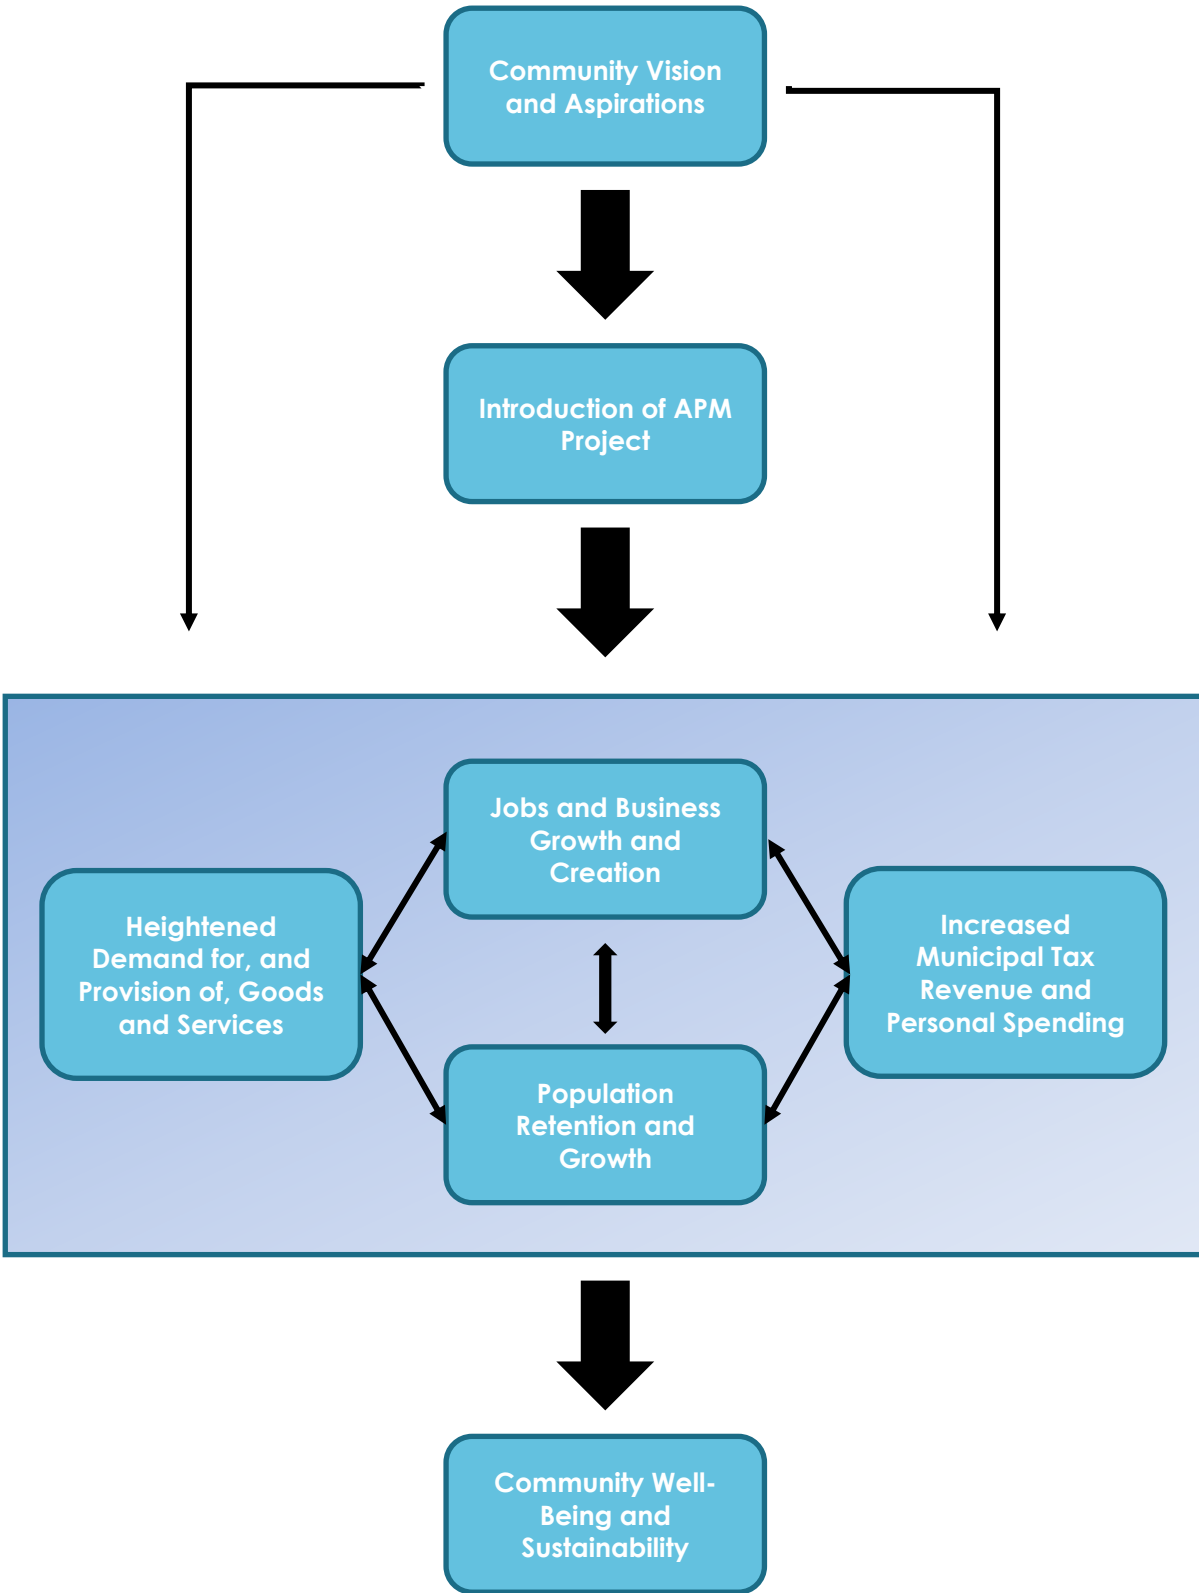 Community Vision
and Aspirations
Introduction of APM
Project
Jobs and Business
Growth and
Creation
Heightened
Demand for, and
Provision of, Goods
and Services
Increased
Municipal Tax
Revenue and
Personal Spending
Population
Retention and
Growth
Community Well-
Being and
Sustainability